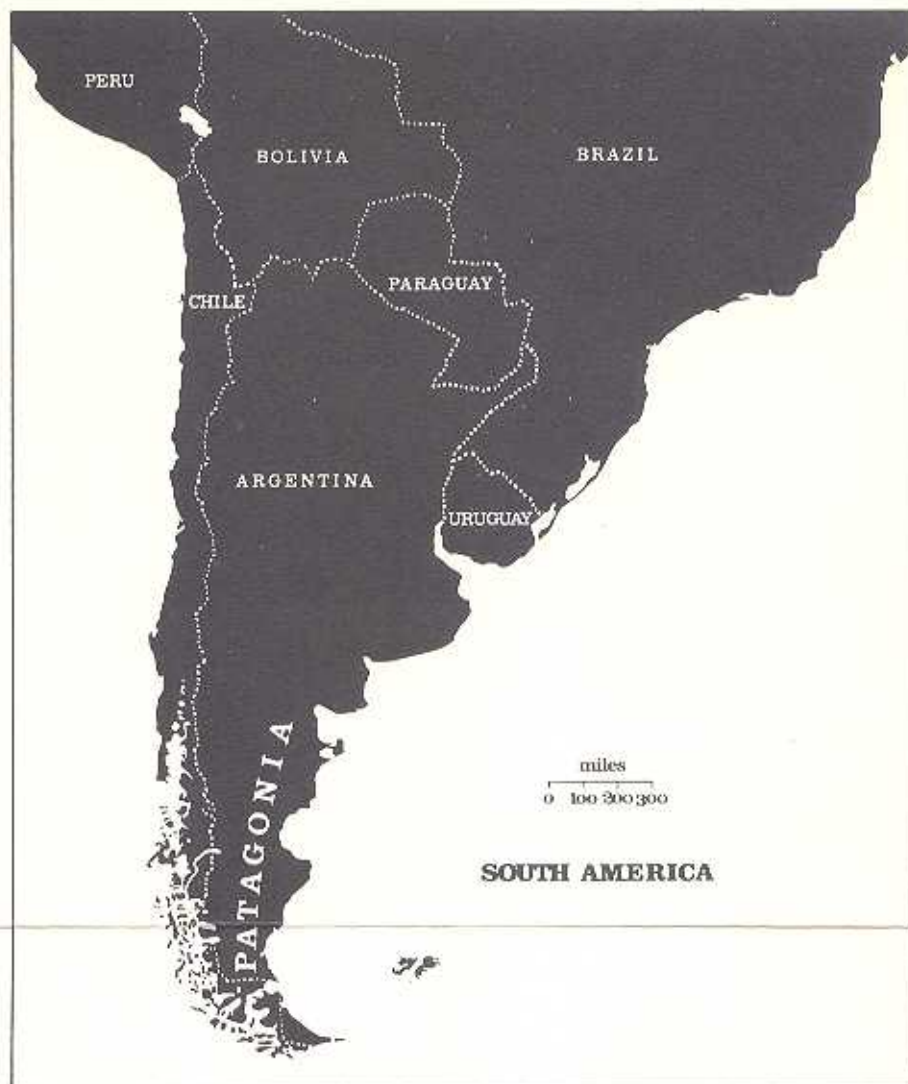 PERU
BOLIVIA
BRAZIL
PARAGUAY
CHILE
ARGENTINA
URUGUAY
PATAGONIA
miles
0 100 200 300
SOUTH AMERICA